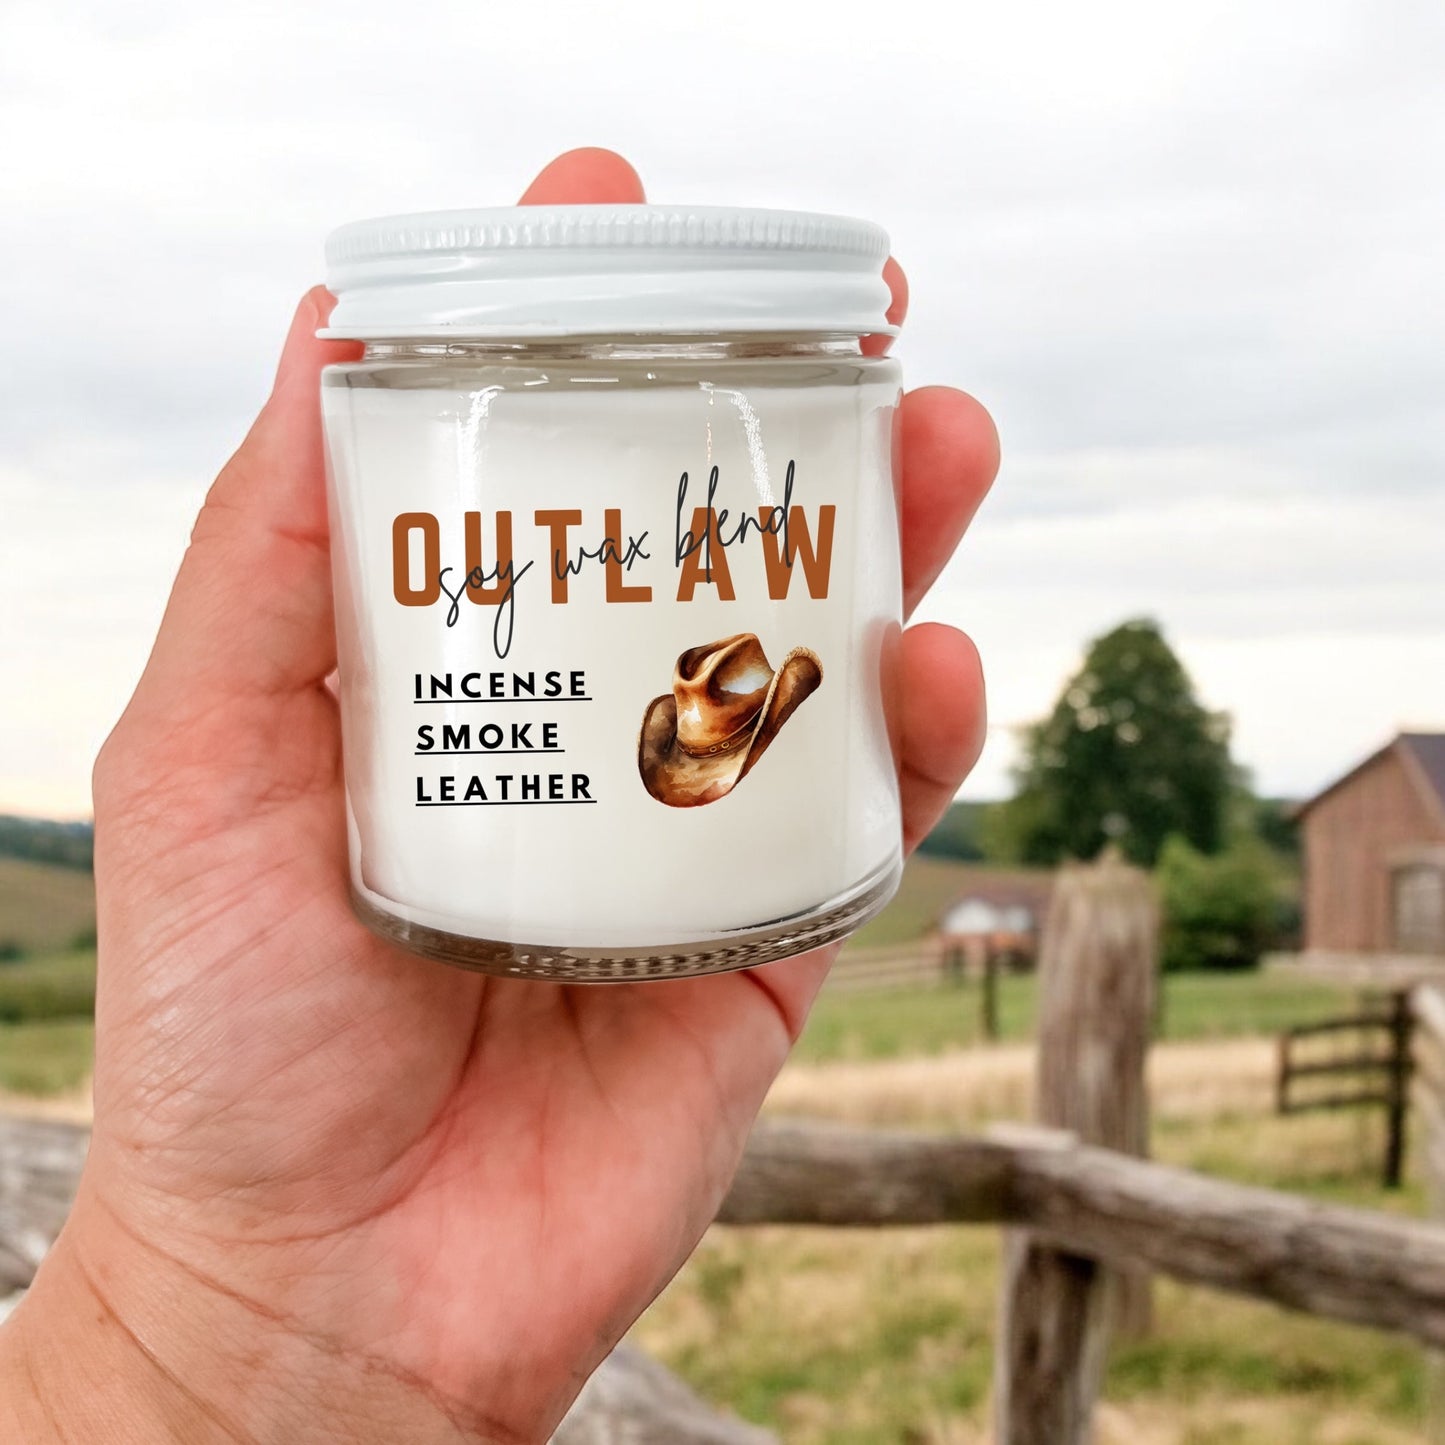 OUTLAW
soy wax blend
INCENSE
SMOKE
LEATHER